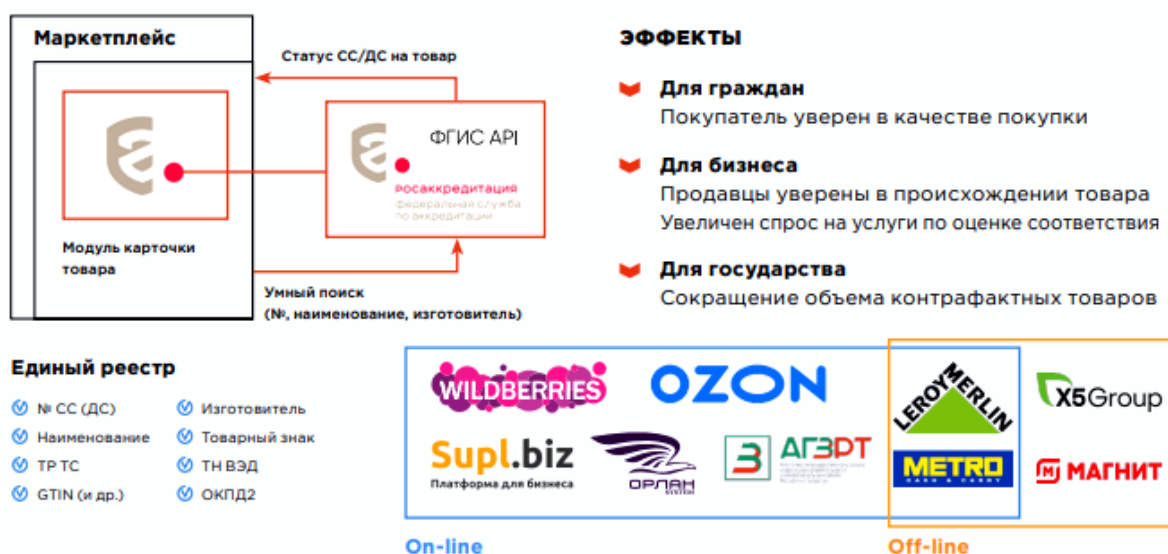 Маркетплейс
Статус СС/ДС на товар
ФГИС API
росаккредитация
федеральная служба
по аккредитации
Модуль карточки
товара
Умный поиск
(№, наименование, изготовитель)
ЭФФЕКТЫ
Для граждан
Покупатель уверен в качестве покупки
Для бизнеса
Продавцы уверены в происхождении товара
Увеличен спрос на услуги по оценке соответствия
Для государства
Сокращение объема контрафактных товаров
Единый реестр
№ СС (ДС)
Наименование
ТР ТС
GTIN (и др.)
Изготовитель
Товарный знак
ТН ВЭД
ОКПД2
WILDBERRIES
OZON
Supl.biz
Платформа для бизнеса
ОРЛАН
SYSTEM
АГЗРТ
LEROY MERLIN
METRO
CASH & CARRY
X5Group
МАГНИТ
On-line
Off-line